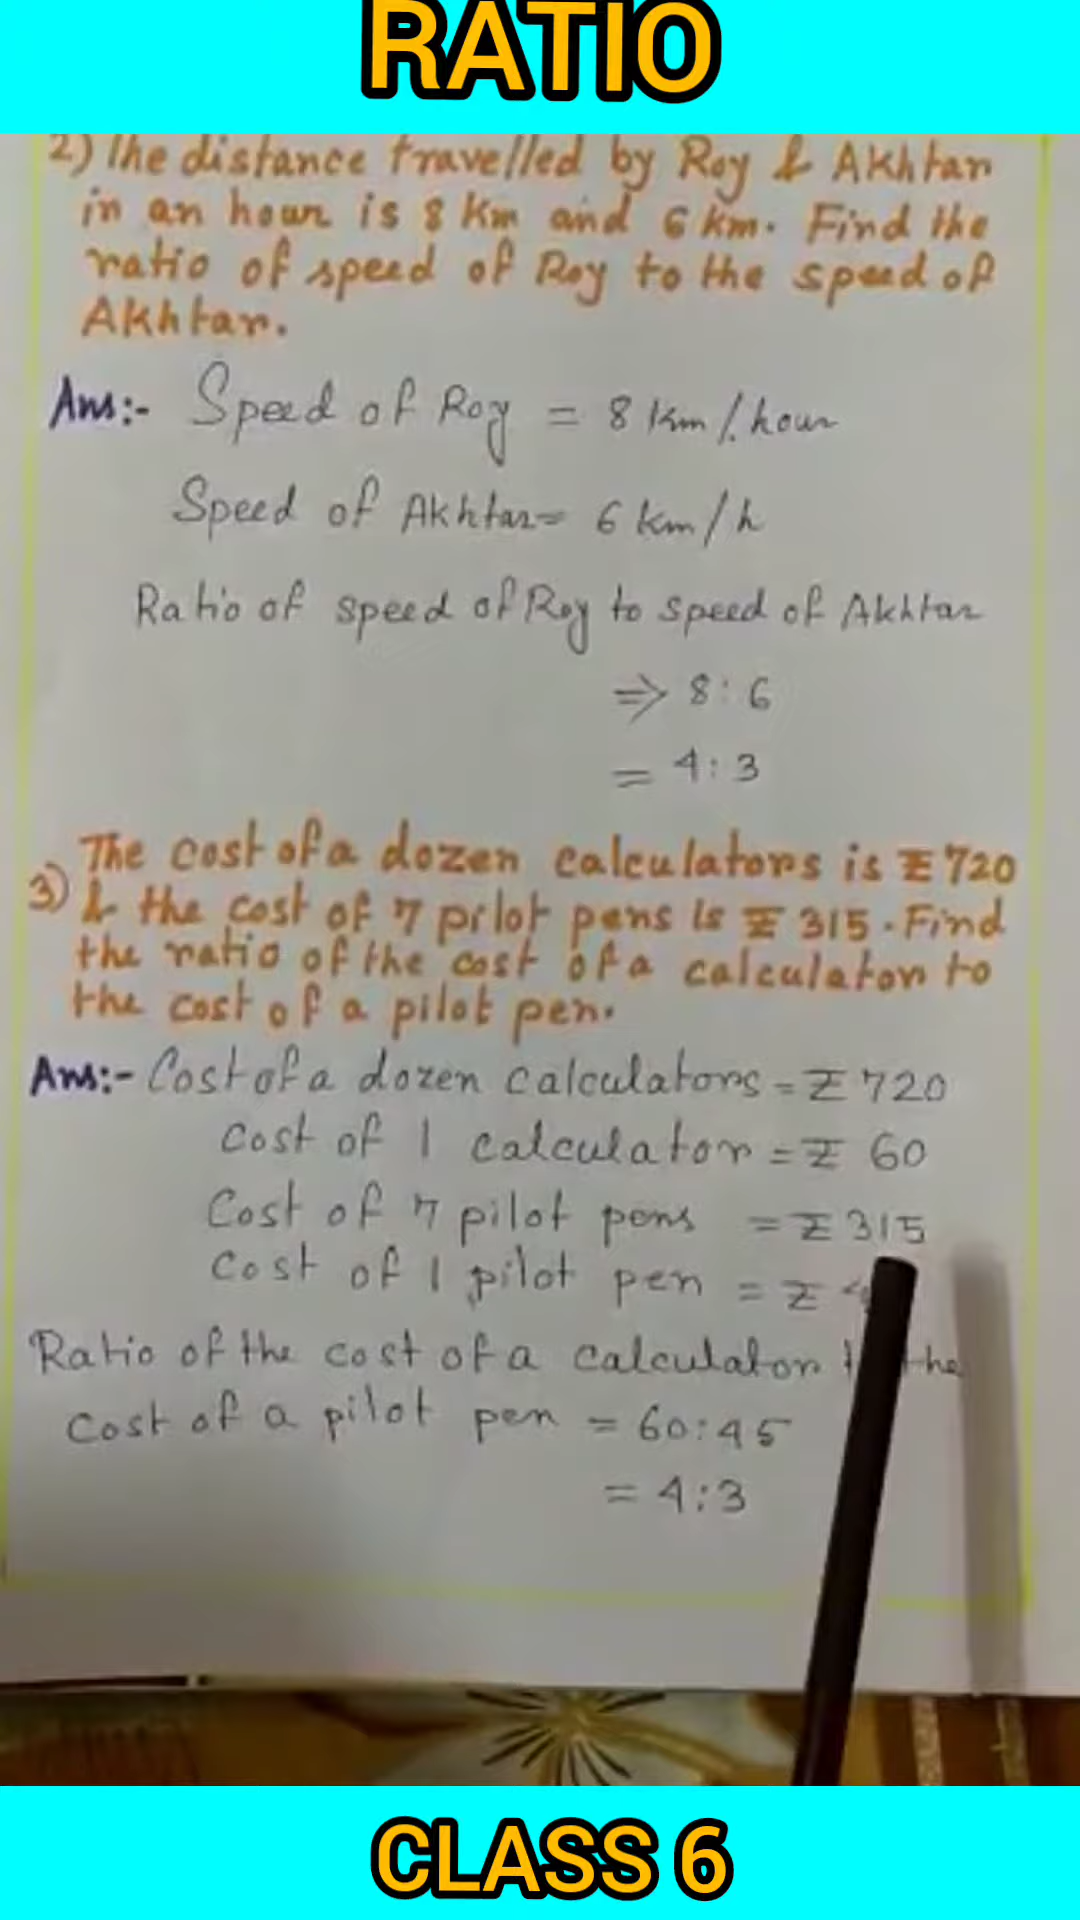 RATIO
2) The distance travelled by Roy & Akhtar
in an hour is 8 Km and 6 km. Find the
ratio of speed of Roy to the speed of
Akhtar.
Ans:- Speed of Roy = 8 km/hour
Speed of Akhtar = 6 km/h
Ratio of speed of Roy to speed of Akhtar
⇒ 8:6
= 4:3
3) The cost of a dozen calculators is ₹ 720
& the cost of 7 pilot pens is ₹ 315. Find
the ratio of the cost of a calculator to
the cost of a pilot pen.
Ans:- Cost of a dozen calculators = ₹ 720
Cost of 1 calculator = ₹ 60
Cost of 7 pilot pens = ₹ 315
Cost of 1 pilot pen = ₹ 4
Ratio of the cost of a calculator the
cost of a pilot pen = 60:45
= 4:3
CLASS 6